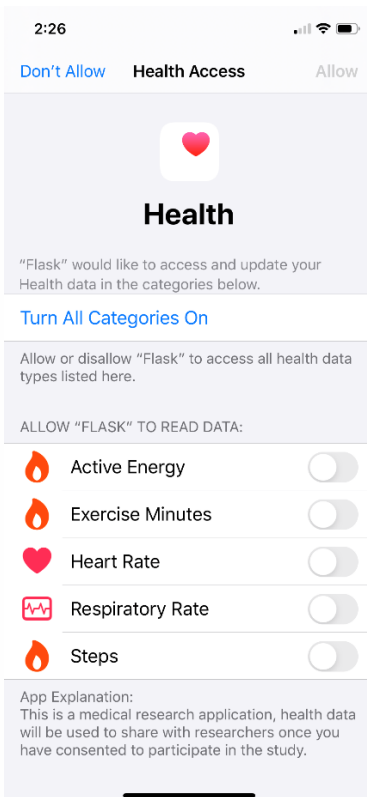 2:26
Don’t Allow Health Access Allow
Health
“Flask” would like to access and update your
Health data in the categories below.
Turn All Categories On
Allow or disallow “Flask” to access all health data
types listed here.
ALLOW “FLASK” TO READ DATA:
Active Energy
Exercise Minutes
Heart Rate
Respiratory Rate
Steps
App Explanation:
This is a medical research application, health data
will be used to share with researchers once you
have consented to participate in the study.